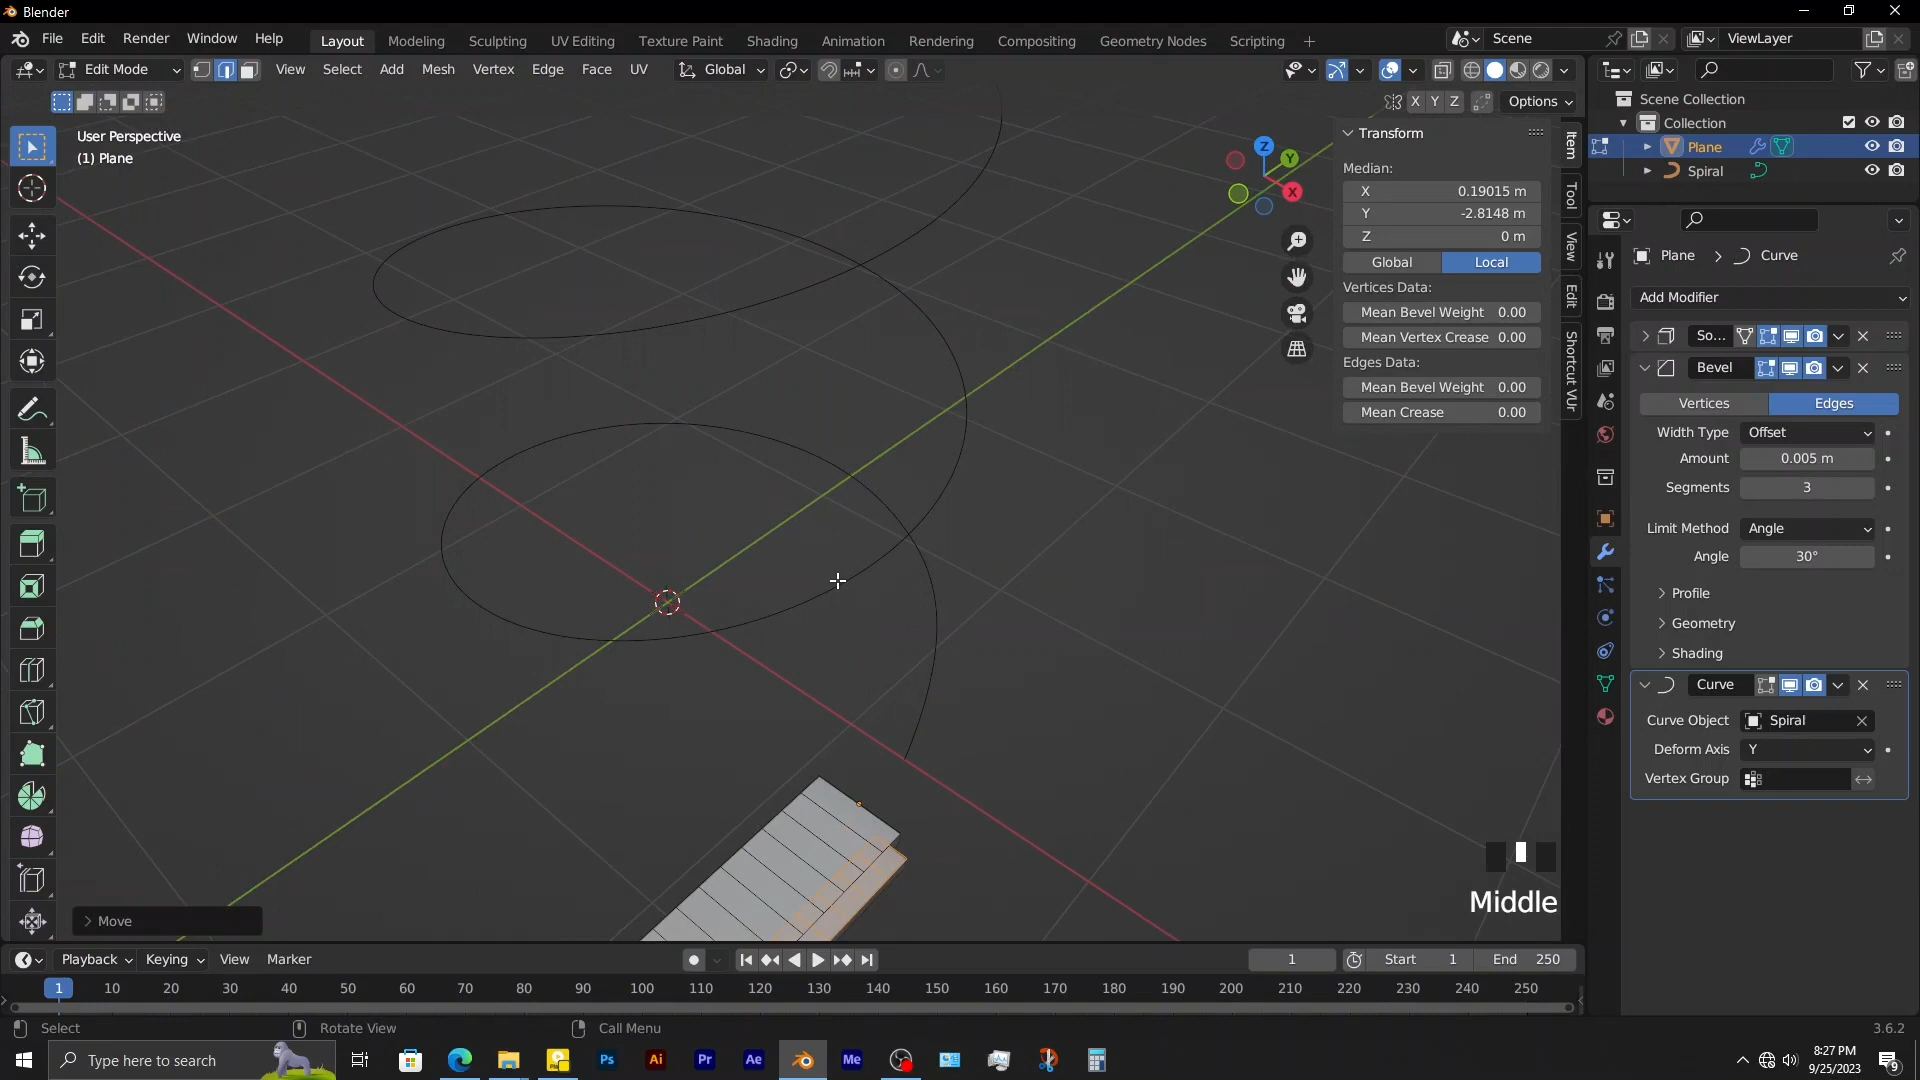 Blender
File Edit Render Window Help Layout Modeling Sculpting UV Editing Texture Paint Shading Animation Rendering Compositing Geometry Nodes Scripting Scene ViewLayer
Edit Mode View Select Add Mesh Vertex Edge Face UV Global
X Y Z Options
User Perspective
(1) Plane
Z
Y
X
Transform
Median:
X 0.19015 m
Y -2.8148 m
Z 0 m
Global Local
Vertices Data:
Mean Bevel Weight 0.00
Mean Vertex Crease 0.00
Edges Data:
Mean Bevel Weight 0.00
Mean Crease 0.00
Item
Tool
View
Edit
Shortcut VUr
Scene Collection
Collection
Plane
Spiral
Plane Curve
Add Modifier
So...
Bevel
Vertices Edges
Width Type Offset
Amount 0.005 m
Segments 3
Limit Method Angle
Angle 30°
Profile
Geometry
Shading
Curve
Curve Object Spiral
Deform Axis Y
Vertex Group
Middle
Move
Playback Keying View Marker 1 Start 1 End 250
1 10 20 30 40 50 60 70 80 90 100 110 120 130 140 150 160 170 180 190 200 210 220 230 240 250
Select Rotate View Call Menu 3.6.2
Type here to search Ps Ai Pr Ae Me 8:27 PM
9/25/2023 9